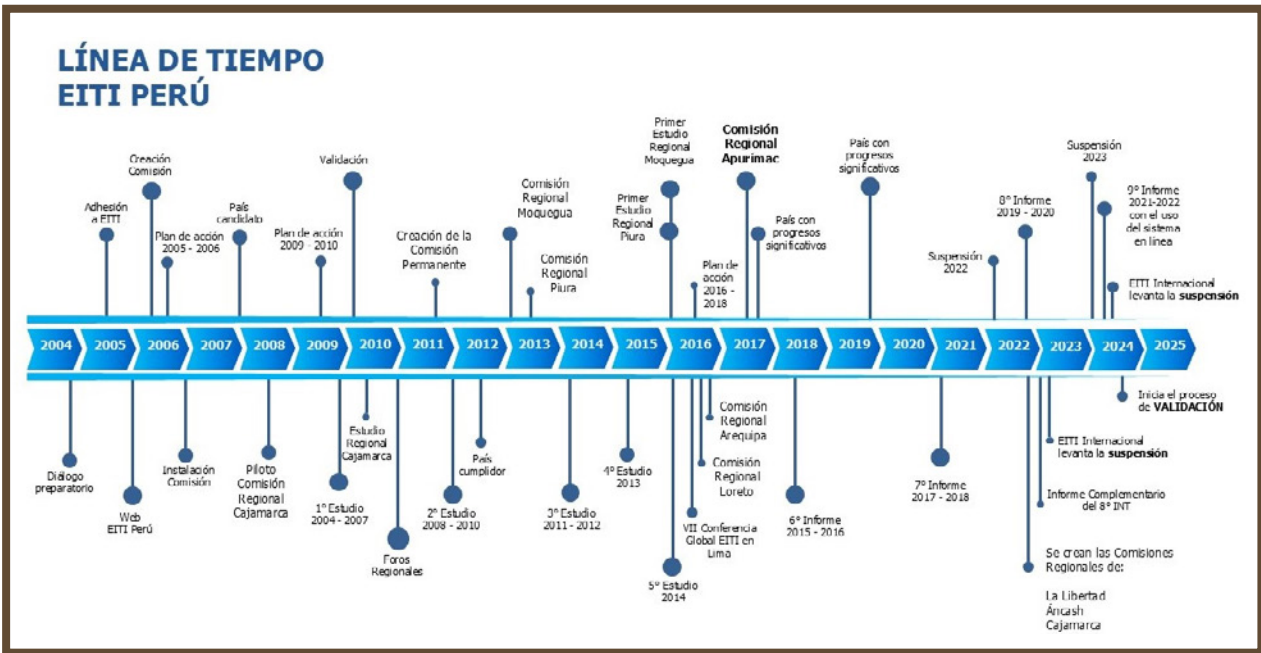 LÍNEA DE TIEMPO
EITI PERÚ
Adhesión
a EITI
Creación
Comisión
Plan de acción
2005 - 2006
País
candidato
Plan de acción
2009 - 2010
Validación
Creación de la
Comisión
Permanente
Comisión
Regional
Moquegua
Comisión
Regional
Piura
Primer
Estudio
Regional
Piura
Primer
Estudio
Regional
Moquegua
Plan de
acción
2016 -
2018
Comisión
Regional
Apurimac
País con
progresos
significativos
País con
progresos
significativos
Suspensión
2022
8° Informe
2019 - 2020
Suspensión
2023
9° Informe
2021-2022
con el uso
del sistema
en línea
EITI Internacional
levanta la suspensión
2004
2005
2006
2007
2008
2009
2010
2011
2012
2013
2014
2015
2016
2017
2018
2019
2020
2021
2022
2023
2024
2025
Diálogo
preparatorio
Web
EITI Perú
Instalación
Comisión
Piloto
Comisión
Regional
Cajamarca
1° Estudio
2004 - 2007
Estudio
Regional
Cajamarca
Foros
Regionales
2° Estudio
2008 - 2010
País
cumplidor
3° Estudio
2011 - 2012
4° Estudio
2013
5° Estudio
2014
VII Conferencia
Global EITI en
Lima
Comisión
Regional
Loreto
Comisión
Regional
Arequipa
6° Informe
2015 - 2016
7° Informe
2017 - 2018
Se crean las Comisiones
Regionales de:
La Libertad
Áncash
Cajamarca
Informe Complementario
del 8° INT
EITI Internacional
levanta la suspensión
Inicia el proceso
de VALIDACIÓN